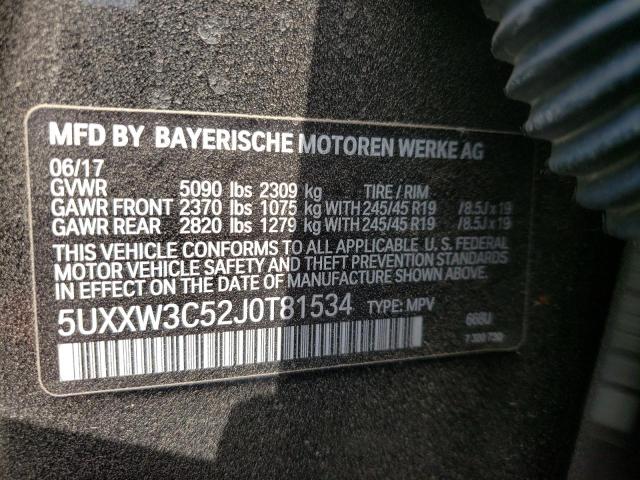 MFD BY BAYERISCHE MOTOREN WERKE AG
06/17
GVWR 5090 lbs 2309 kg TIRE / RIM
GAWR FRONT 2370 lbs 1075 kg WITH 245/45 R19 /8.5J x 19
GAWR REAR 2820 lbs 1279 kg WITH 245/45 R19 /8.5J x 19
THIS VEHICLE CONFORMS TO ALL APPLICABLE U. S. FEDERAL
MOTOR VEHICLE SAFETY AND THEFT PREVENTION STANDARDS
IN EFFECT ON THE DATE OF MANUFACTURE SHOWN ABOVE.
5UXXW3C52J0T81534 TYPE: MPV